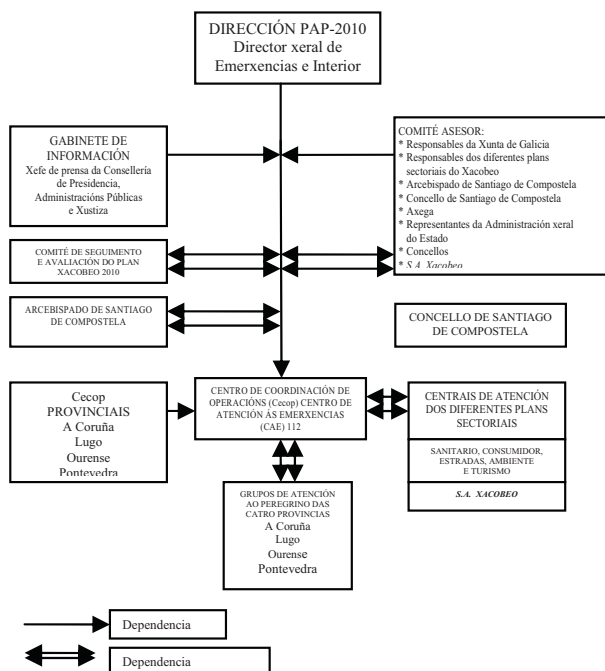 DIRECCIÓN PAP-2010
Director xeral de
Emerxencias e Interior
GABINETE DE
INFORMACIÓN
Xefe de prensa da Consellería
de Presidencia,
Administracións Públicas
e Xustiza
COMITÉ ASESOR:
* Responsables da Xunta de Galicia
* Responsables dos diferentes plans
sectoriais do Xacobeo
* Arcebispado de Santiago de Compostela
* Concello de Santiago de Compostela
* Axega
* Representantes da Administración xeral
do Estado
* Concellos
* S.A. Xacobeo
COMITÉ DE SEGUIMENTO
E AVALIACIÓN DO PLAN
XACOBEO 2010
ARCEBISPADO DE SANTIAGO
DE COMPOSTELA
CONCELLO DE SANTIAGO
DE COMPOSTELA
Cecop
PROVINCIAIS
A Coruña
Lugo
Ourense
Pontevedra
CENTRO DE COORDINACIÓN DE
OPERACIÓNS (Cecop) CENTRO DE
ATENCIÓN ÁS EMERXENCIAS
(CAE) 112
CENTRAIS DE ATENCIÓN
DOS DIFERENTES PLANS
SECTORIAIS
SANITARIO, CONSUMIDOR,
ESTRADAS, AMBIENTE
E TURISMO
S.A. XACOBEO
GRUPOS DE ATENCIÓN
AO PEREGRINO DAS
CATRO PROVINCIAS
A Coruña
Lugo
Ourense
Pontevedra
Dependencia
Dependencia